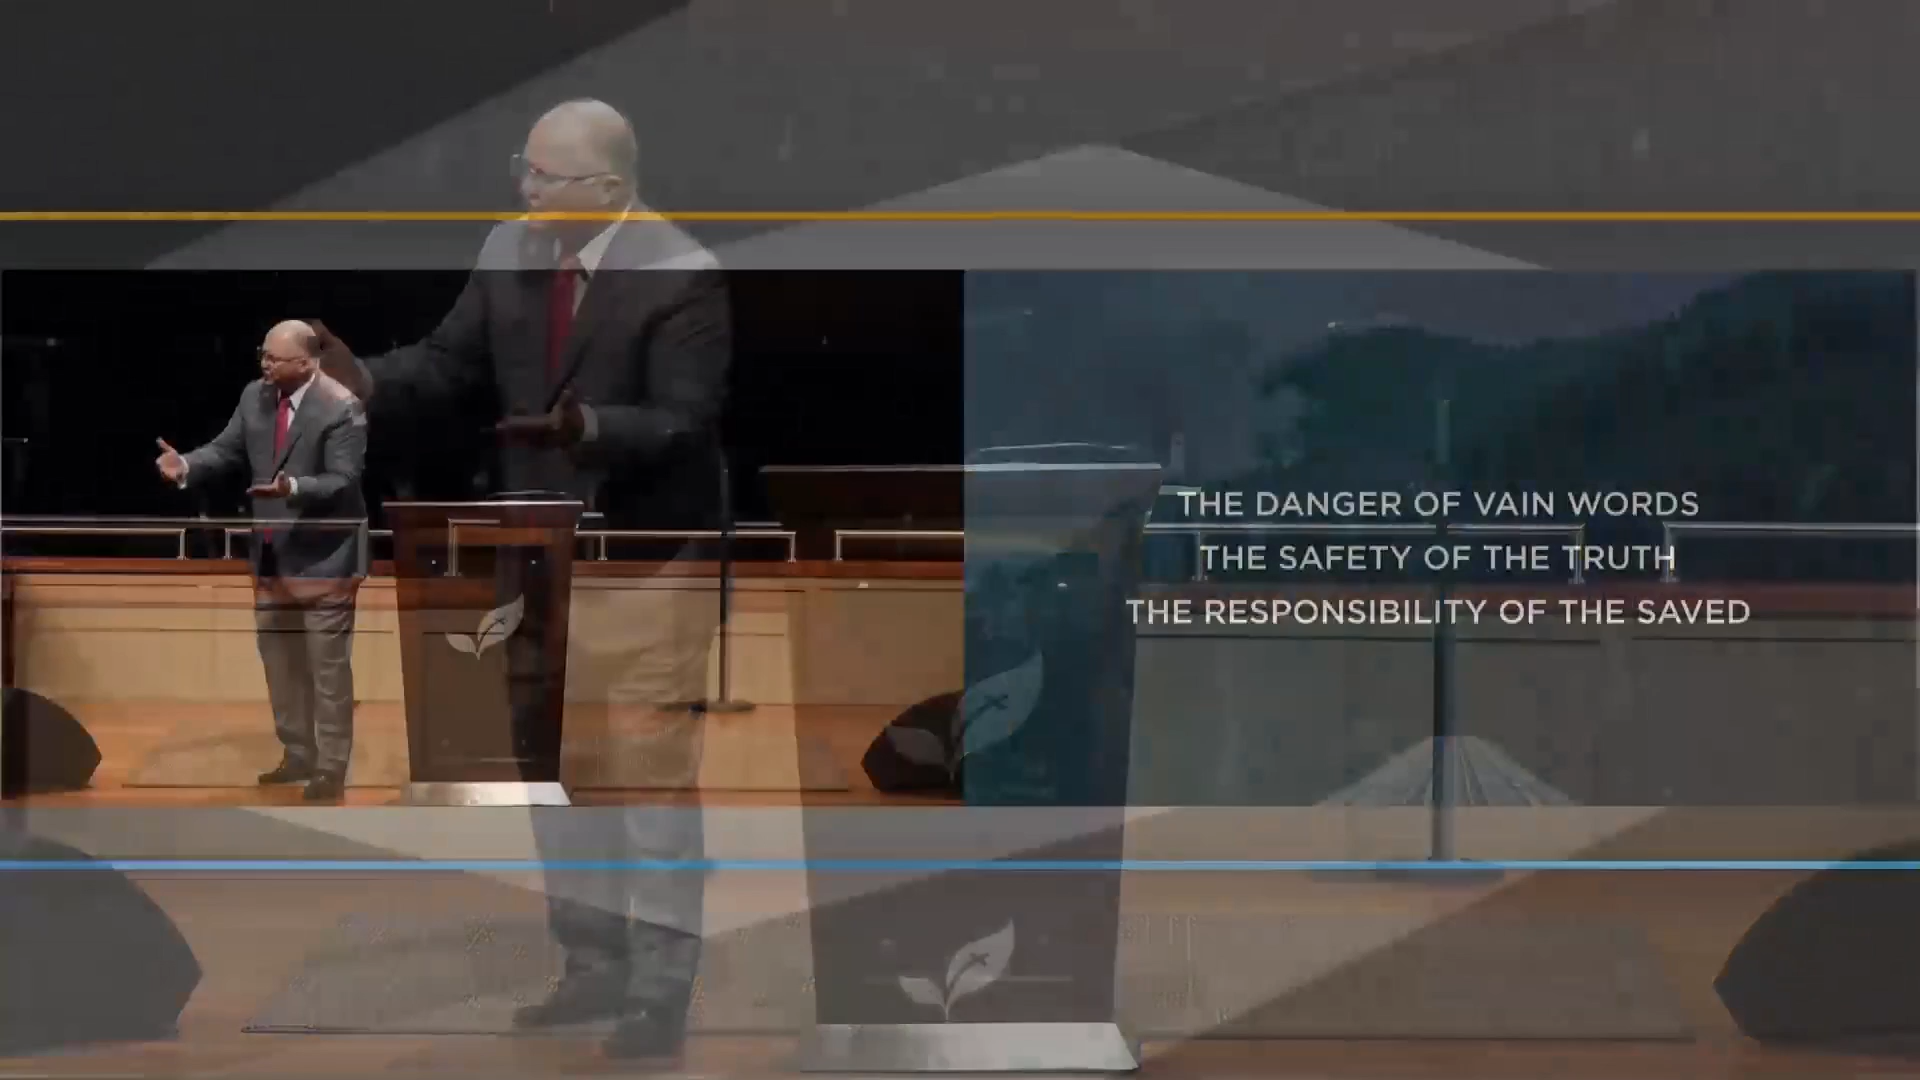 THE DANGER OF VAIN WORDS
THE SAFETY OF THE TRUTH
THE RESPONSIBILITY OF THE SAVED